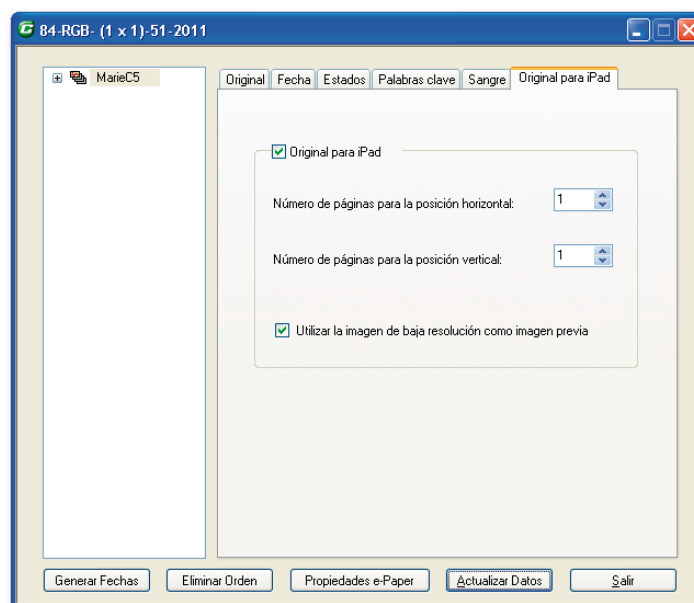 84-RGB- (1 x 1)-51-2011
MarieC5
Original Fecha Estados Palabras clave Sangre Original para iPad
Original para iPad
Número de páginas para la posición horizontal: 1
Número de páginas para la posición vertical: 1
Utilizar la imagen de baja resolución como imagen previa
Generar Fechas Eliminar Orden Propiedades e-Paper Actualizar Datos Salir